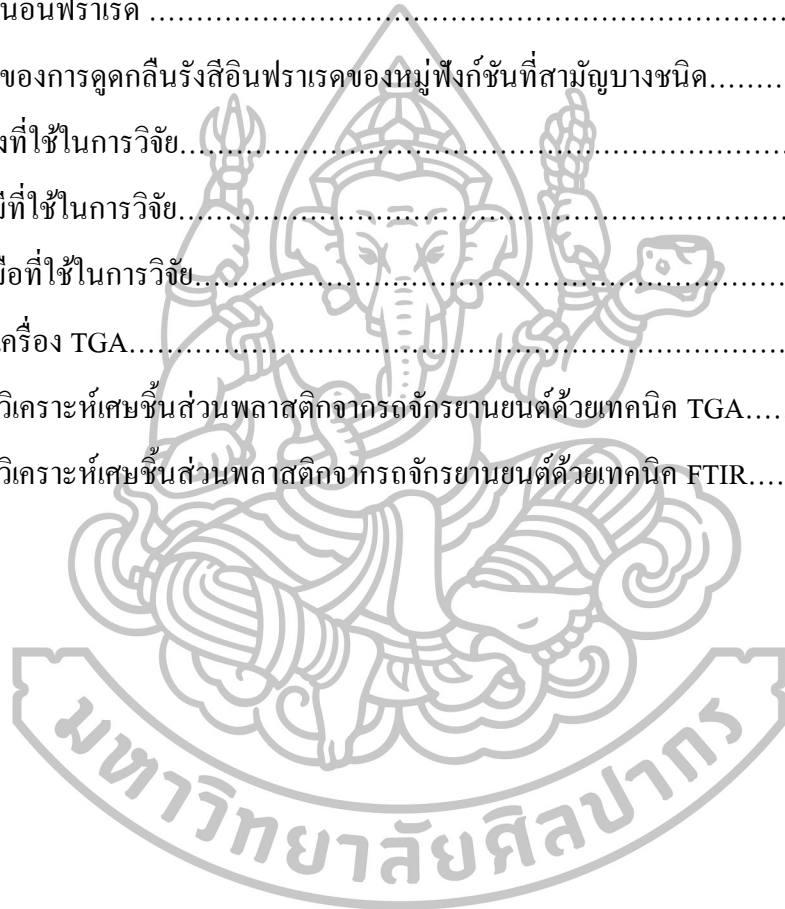 นอินฟราเรด ................................................................
ของการดูดกลืนรังสีอินฟราเรดของหมู่ฟังก์ชันที่สามัญบางชนิด........
งที่ใช้ในการวิจัย................................................................
มีที่ใช้ในการวิจัย................................................................
มือที่ใช้ในการวิจัย................................................................
ครื่อง TGA................................................................
วิเคราะห์เศษชิ้นส่วนพลาสติกจากรถจักรยานยนต์ด้วยเทคนิค TGA.....
วิเคราะห์เศษชิ้นส่วนพลาสติกจากรถจักรยานยนต์ด้วยเทคนิค FTIR.....
มหาวิทยาลัยศิลปากร